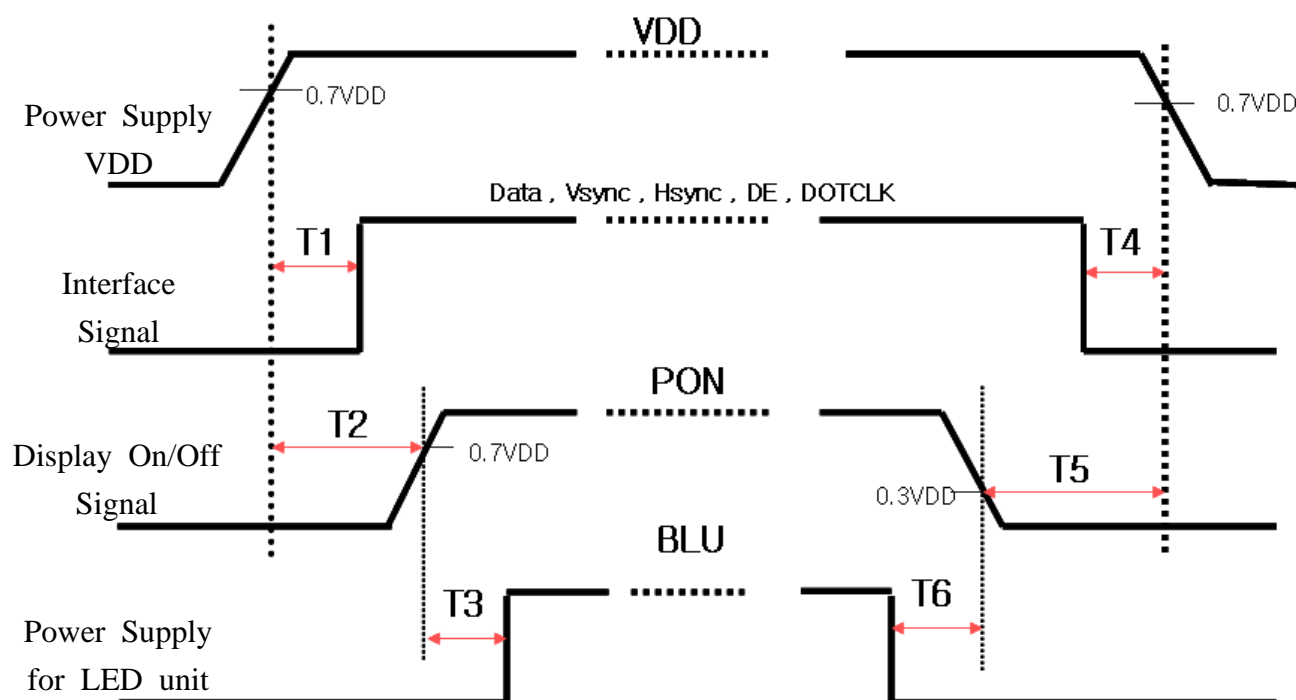 VDD
0.7VDD
0.7VDD
Power Supply
VDD
Data , Vsync , Hsync , DE , DOTCLK
T1
T4
Interface
Signal
PON
T2
0.7VDD
T5
Display On/Off
Signal
0.3VDD
BLU
T3
T6
Power Supply
for LED unit